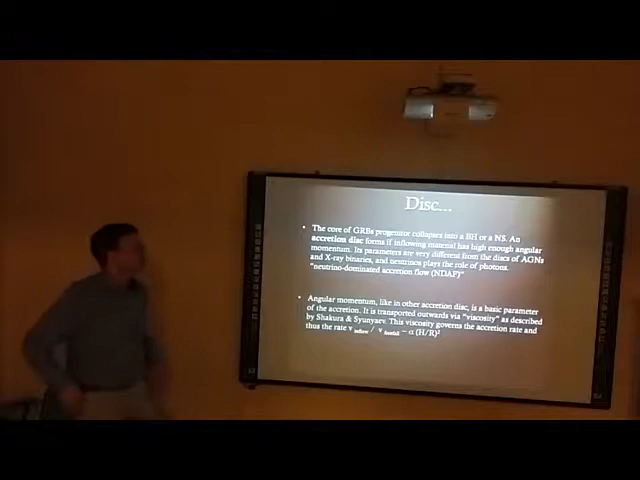 Disc...
• The core of GRBs progenitor collapses into a BH or a NS. An
accretion disc forms if inflowing material has high enough angular
momentum. Its parameters are very different from the discs of AGNs
and X-ray binaries, and neutrinos plays the role of photons.
"neutrino-dominated accretion flow (NDAF)"
• Angular momentum, like in other accretion disc, is a basic parameter
of the accretion. It is transported outwards via "viscosity" as described
by Shakura & Syunyaev. This viscosity governs the accretion rate and
thus the rate v inflow / v freefall ~ α (H/R)²